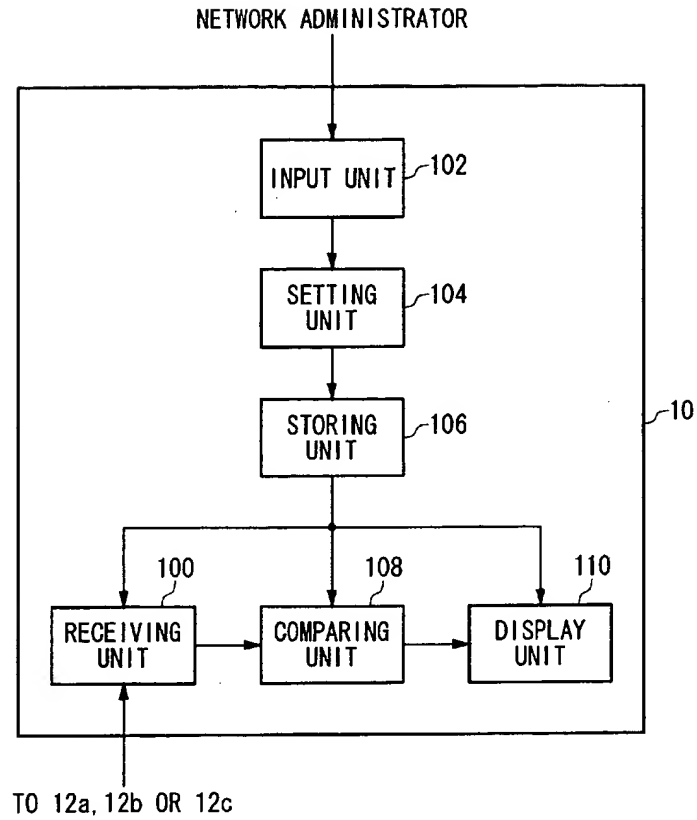 NETWORK ADMINISTRATOR
INPUT UNIT
102
SETTING
UNIT
104
STORING
UNIT
106
10
100
108
110
RECEIVING
UNIT
COMPARING
UNIT
DISPLAY
UNIT
TO 12a, 12b OR 12c